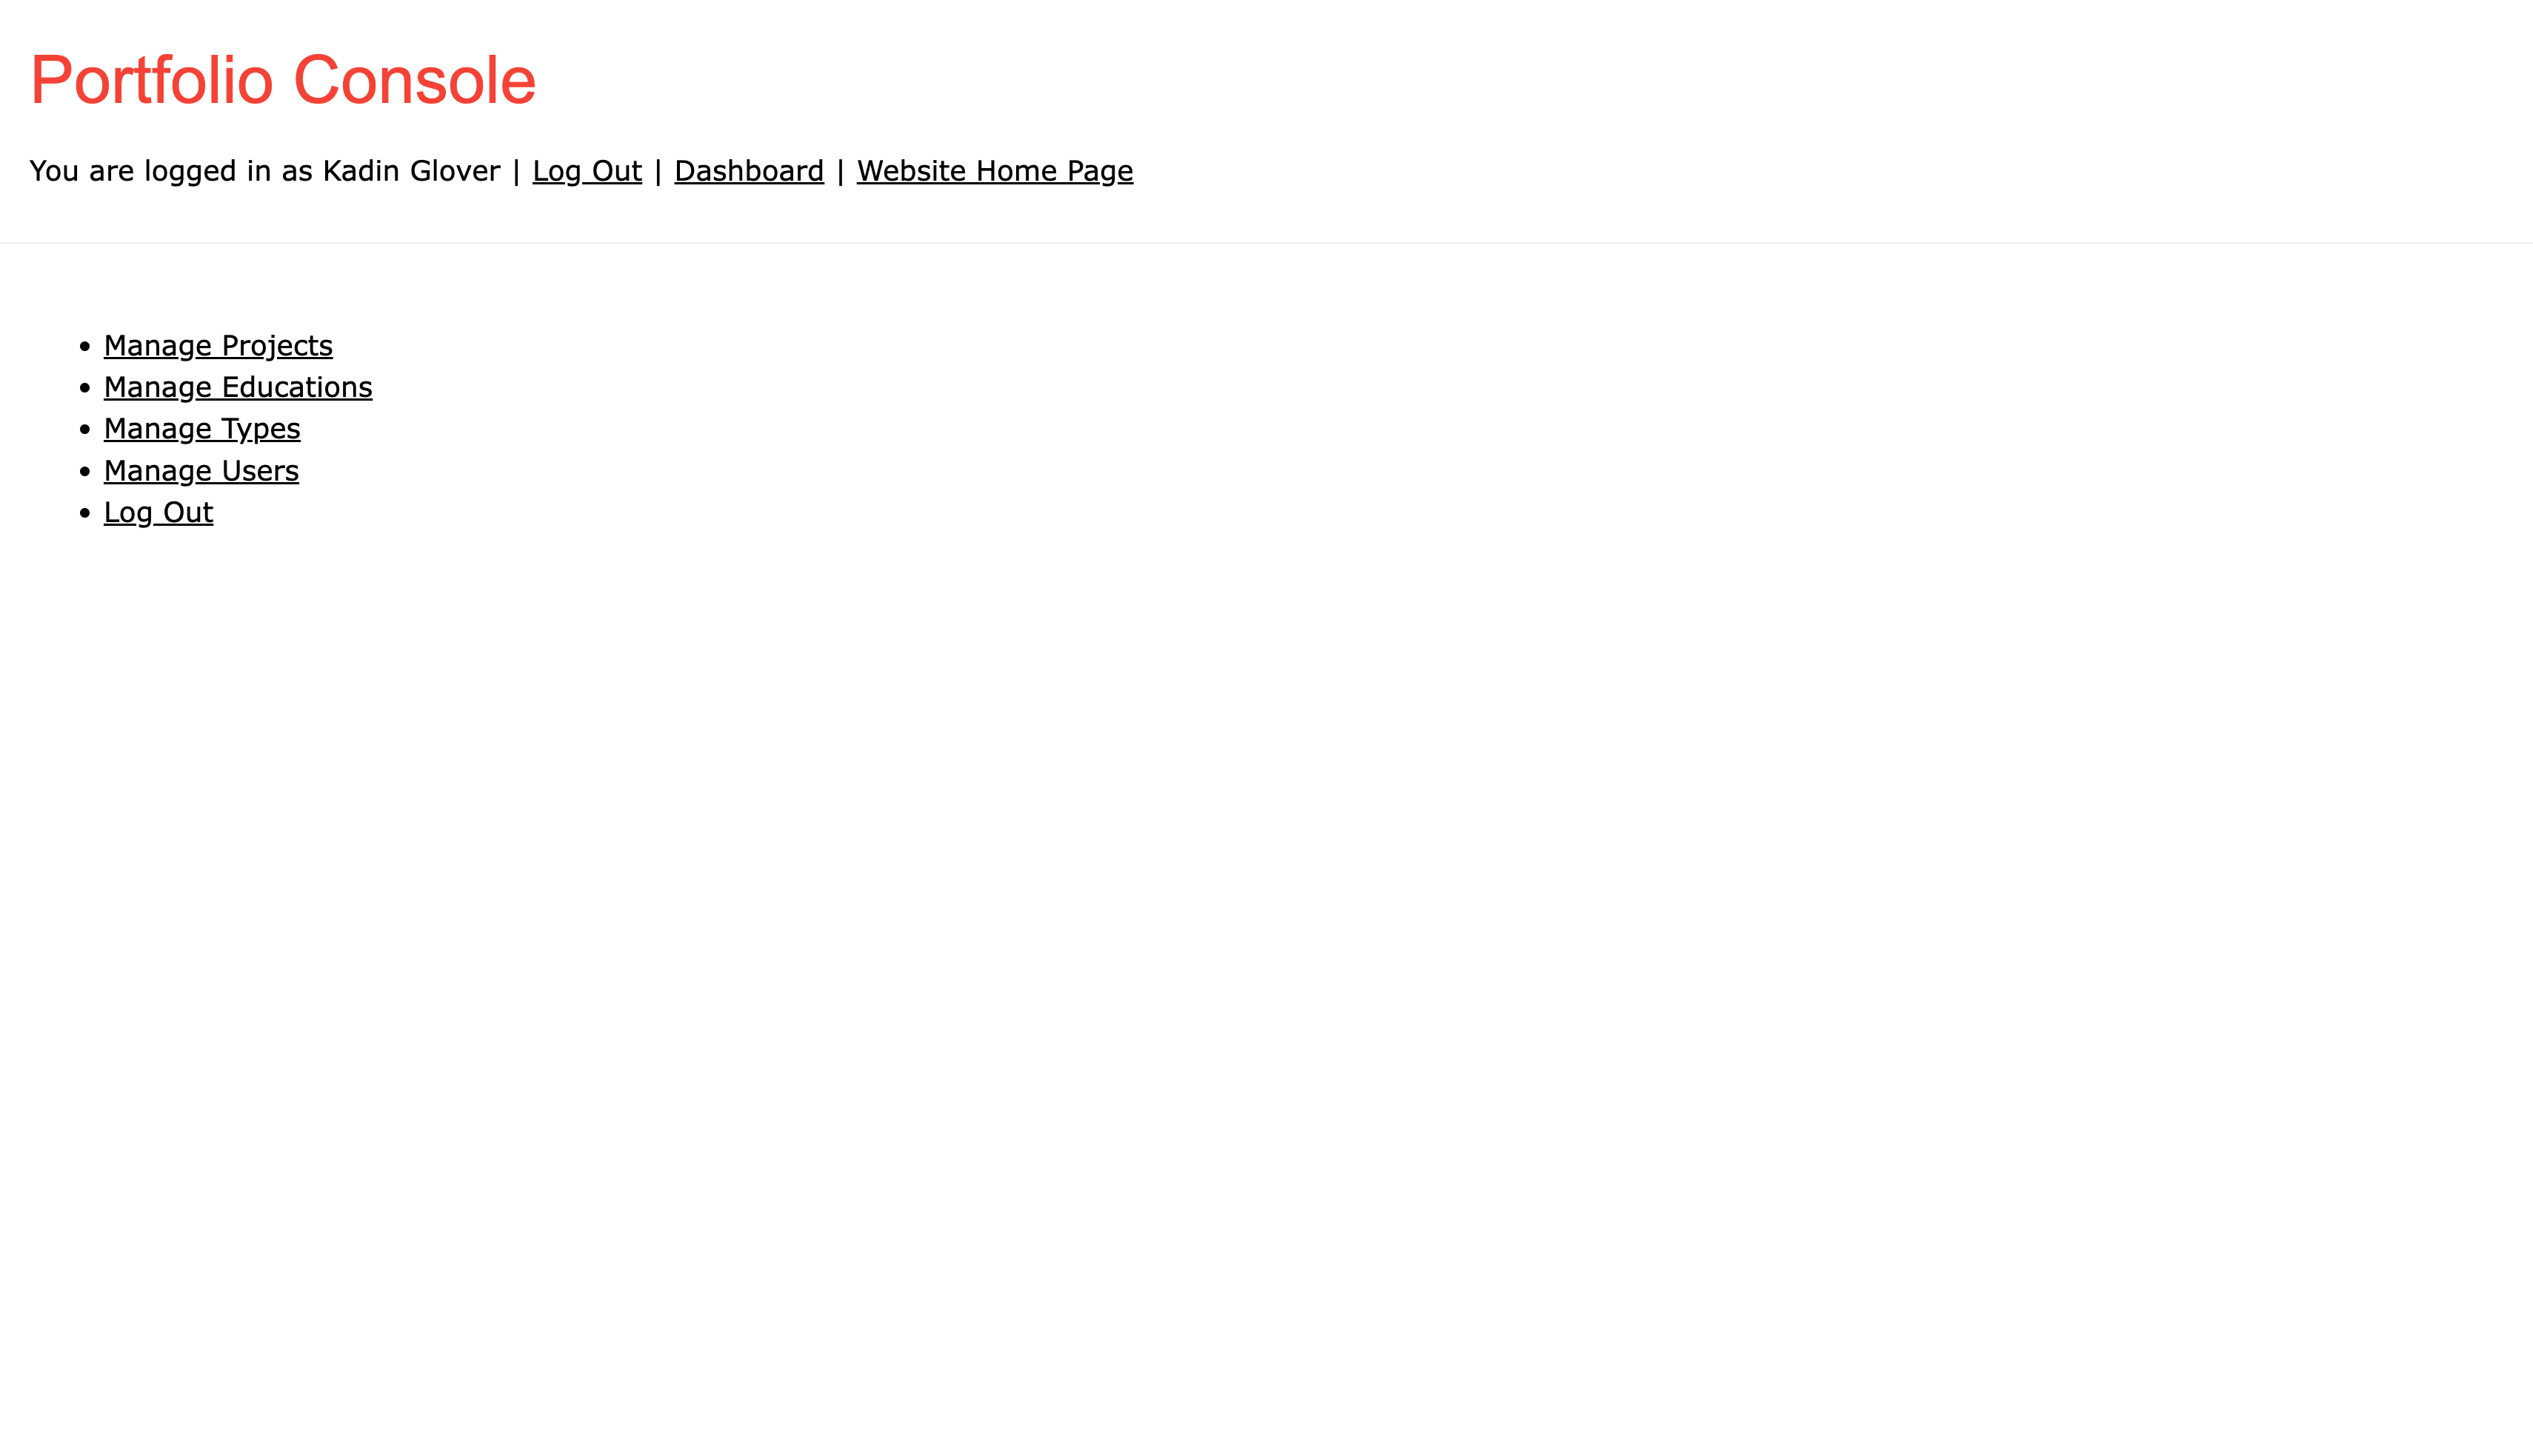 Portfolio Console
You are logged in as Kadin Glover | Log Out | Dashboard | Website Home Page
Manage Projects
Manage Educations
Manage Types
Manage Users
Log Out